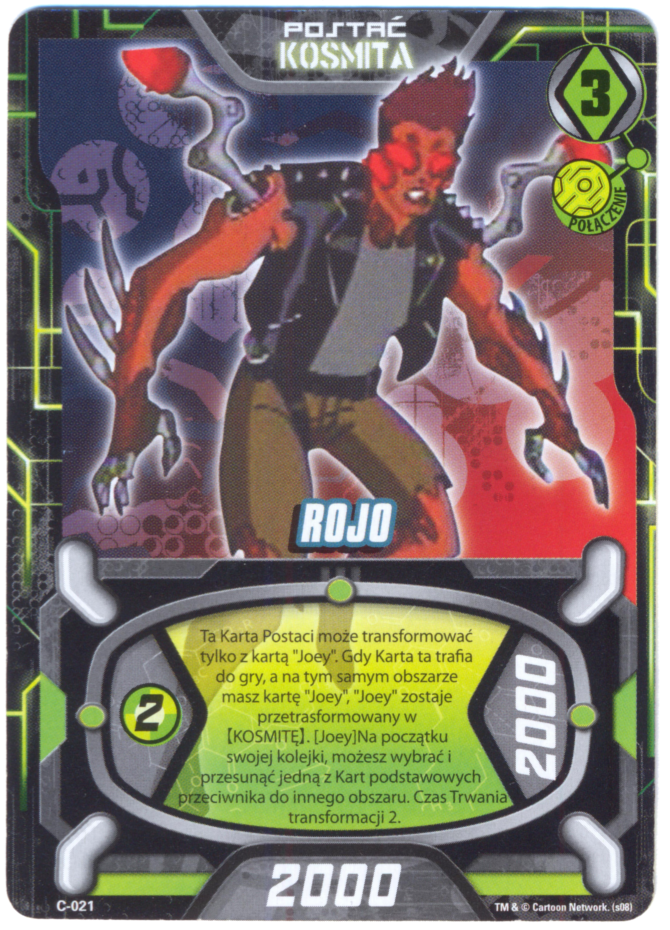 POSTAĆ
KOSMITA
3
POŁĄCZENIE
ROJO
Ta Karta Postaci może transformować
tylko z kartą "Joey". Gdy Karta ta trafia
do gry, a na tym samym obszarze
masz kartę "Joey", "Joey" zostaje
przetrasformowany w
【KOSMITĘ】. [Joey]Na początku
swojej kolejki, możesz wybrać i
przesunąć jedną z Kart podstawowych
przeciwnika do innego obszaru. Czas Trwania
transformacji 2.
2
2000
2000
C-021
TM & © Cartoon Network. (s08)